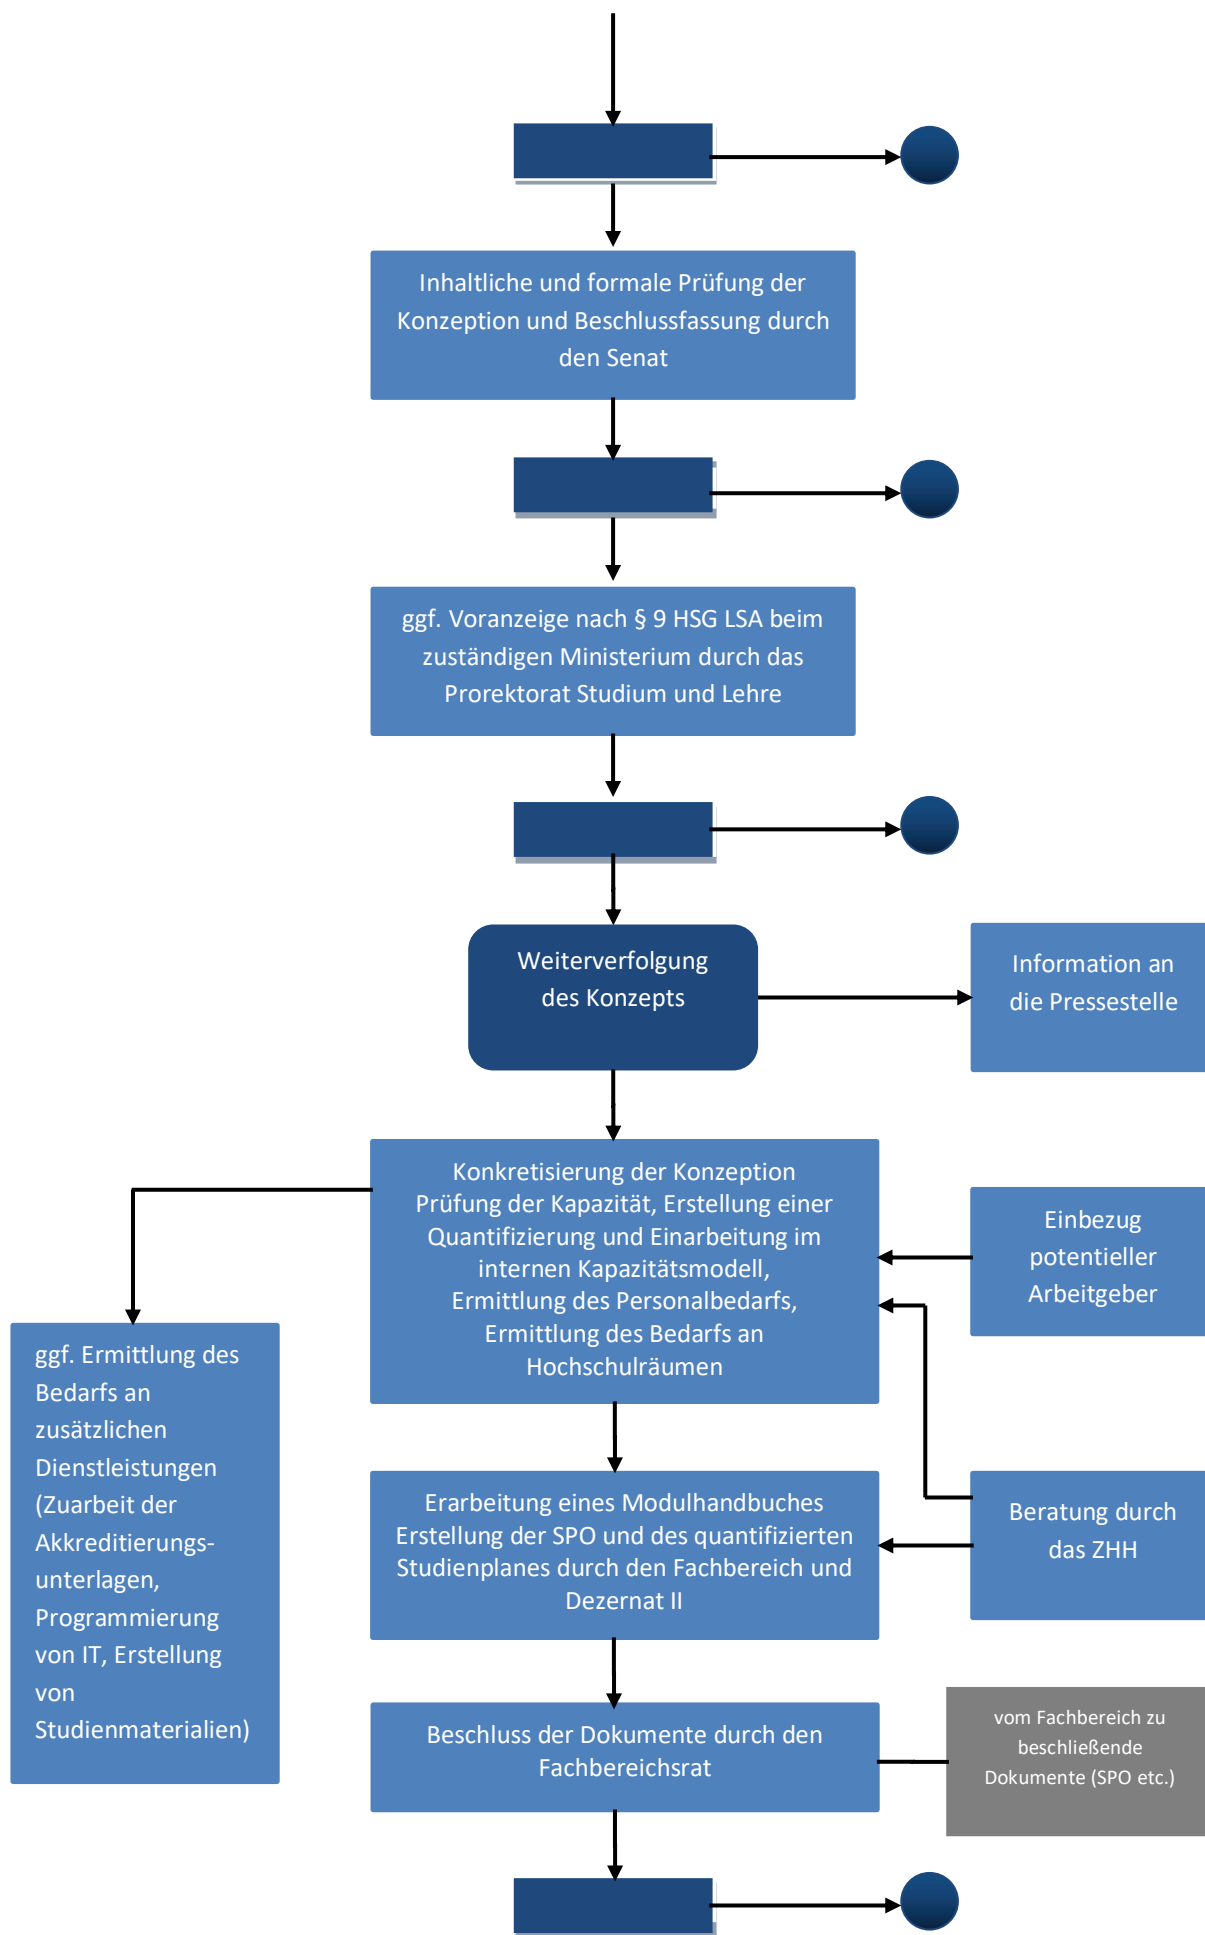 Inhaltliche und formale Prüfung der
Konzeption und Beschlussfassung durch
den Senat
ggf. Voranzeige nach § 9 HSG LSA beim
zuständigen Ministerium durch das
Prorektorat Studium und Lehre
Weiterverfolgung
des Konzepts
Information an
die Pressestelle
Konkretisierung der Konzeption
Prüfung der Kapazität, Erstellung einer
Quantifizierung und Einarbeitung im
internen Kapazitätsmodell,
Ermittlung des Personalbedarfs,
Ermittlung des Bedarfs an
Hochschulräumen
Einbezug
potentieller
Arbeitgeber
ggf. Ermittlung des
Bedarfs an
zusätzlichen
Dienstleistungen
(Zuarbeit der
Akkreditierungs-
unterlagen,
Programmierung
von IT, Erstellung
von
Studienmaterialien)
Erarbeitung eines Modulhandbuches
Erstellung der SPO und des quantifizierten
Studienplanes durch den Fachbereich und
Dezernat II
Beratung durch
das ZHH
Beschluss der Dokumente durch den
Fachbereichsrat
vom Fachbereich zu
beschließende
Dokumente (SPO etc.)